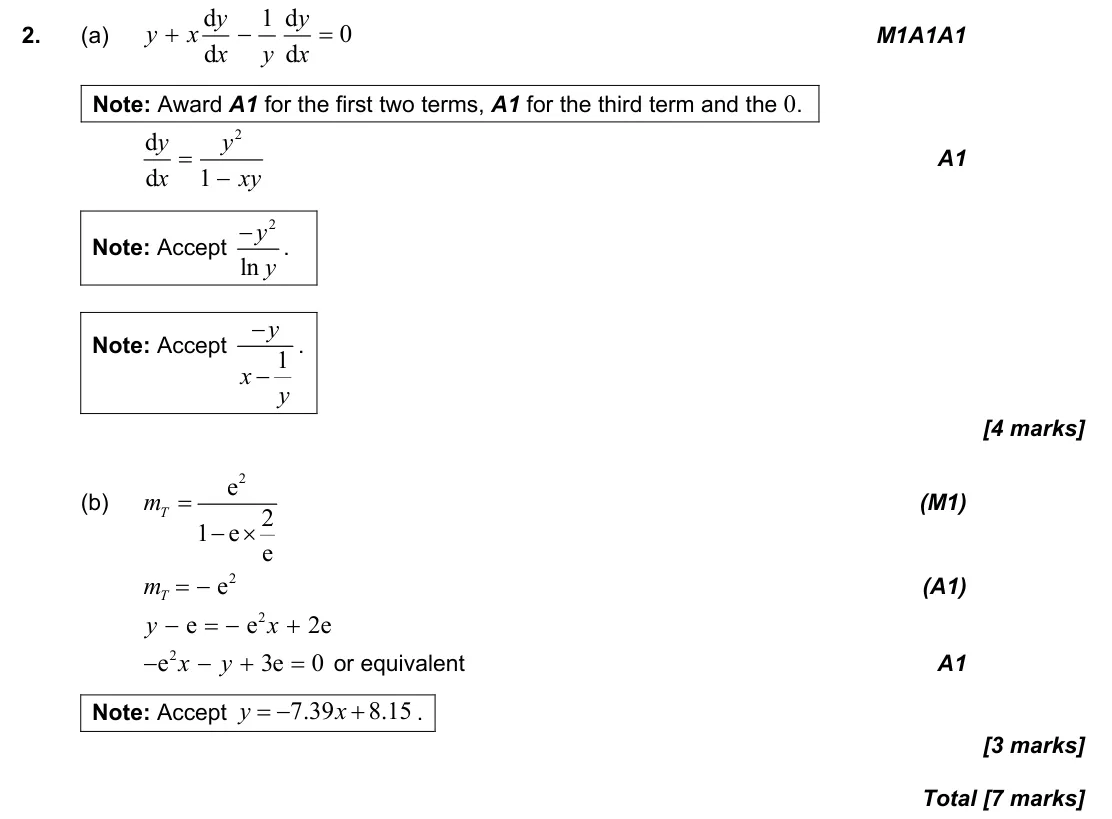 2. (a) y + x dy/dx − 1/y dy/dx = 0 M1A1A1
Note: Award A1 for the first two terms, A1 for the third term and the 0.
dy/dx = y²/(1 − xy) A1
Note: Accept −y²/ln y.
Note: Accept −y/(x − 1/y).
[4 marks]
(b) m_T = e²/(1 − e × 2/e) (M1)
m_T = − e² (A1)
y − e = − e²x + 2e
−e²x − y + 3e = 0 or equivalent A1
Note: Accept y = −7.39x + 8.15.
[3 marks]
Total [7 marks]